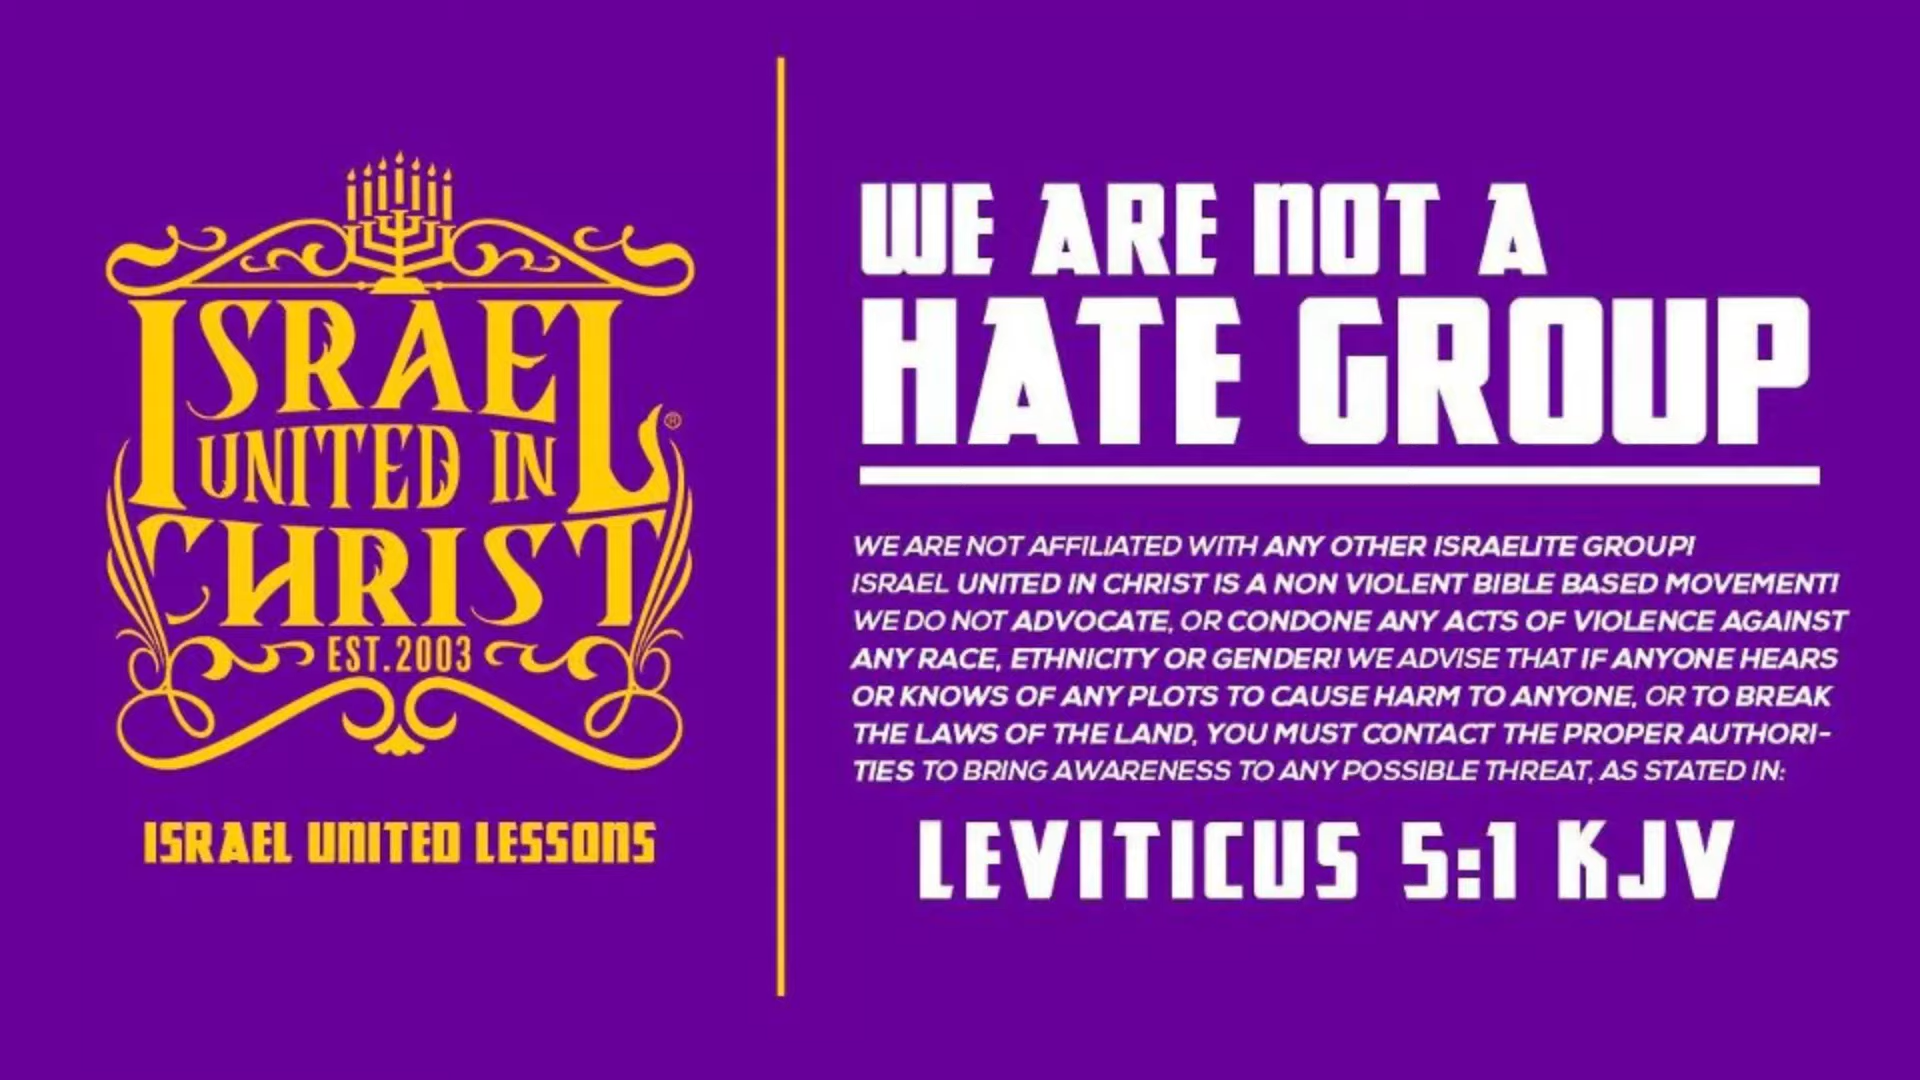 ISRAEL
UNITED IN
CHRIST
®
EST.2003
ISRAEL UNITED LESSONS
WE ARE NOT A
HATE GROUP
WE ARE NOT AFFILIATED WITH ANY OTHER ISRAELITE GROUP!
ISRAEL UNITED IN CHRIST IS A NON VIOLENT BIBLE BASED MOVEMENT!
WE DO NOT ADVOCATE, OR CONDONE ANY ACTS OF VIOLENCE AGAINST
ANY RACE, ETHNICITY OR GENDER! WE ADVISE THAT IF ANYONE HEARS
OR KNOWS OF ANY PLOTS TO CAUSE HARM TO ANYONE, OR TO BREAK
THE LAWS OF THE LAND, YOU MUST CONTACT THE PROPER AUTHORI-
TIES TO BRING AWARENESS TO ANY POSSIBLE THREAT, AS STATED IN:
LEVITICUS 5:1 KJV